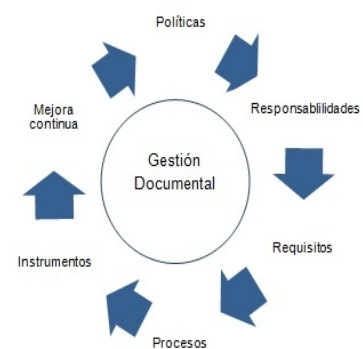 Políticas
Responsablilidades
Requisitos
Procesos
Instrumentos
Mejora
continua
Gestión
Documental